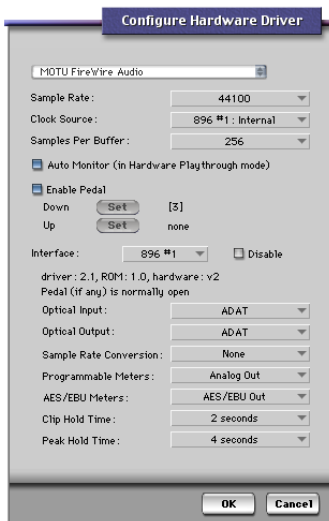 Configure Hardware Driver
MOTU FireWire Audio
Sample Rate: 44100
Clock Source: 896 #1 : Internal
Samples Per Buffer: 256
Auto Monitor (in Hardware Playthrough mode)
Enable Pedal
Down Set [3]
Up Set none
Interface: 896 #1 Disable
driver: 2.1, ROM: 1.0, hardware: v2
Pedal (if any) is normally open
Optical Input: ADAT
Optical Output: ADAT
Sample Rate Conversion: None
Programmable Meters: Analog Out
AES/EBU Meters: AES/EBU Out
Clip Hold Time: 2 seconds
Peak Hold Time: 4 seconds
OK Cancel